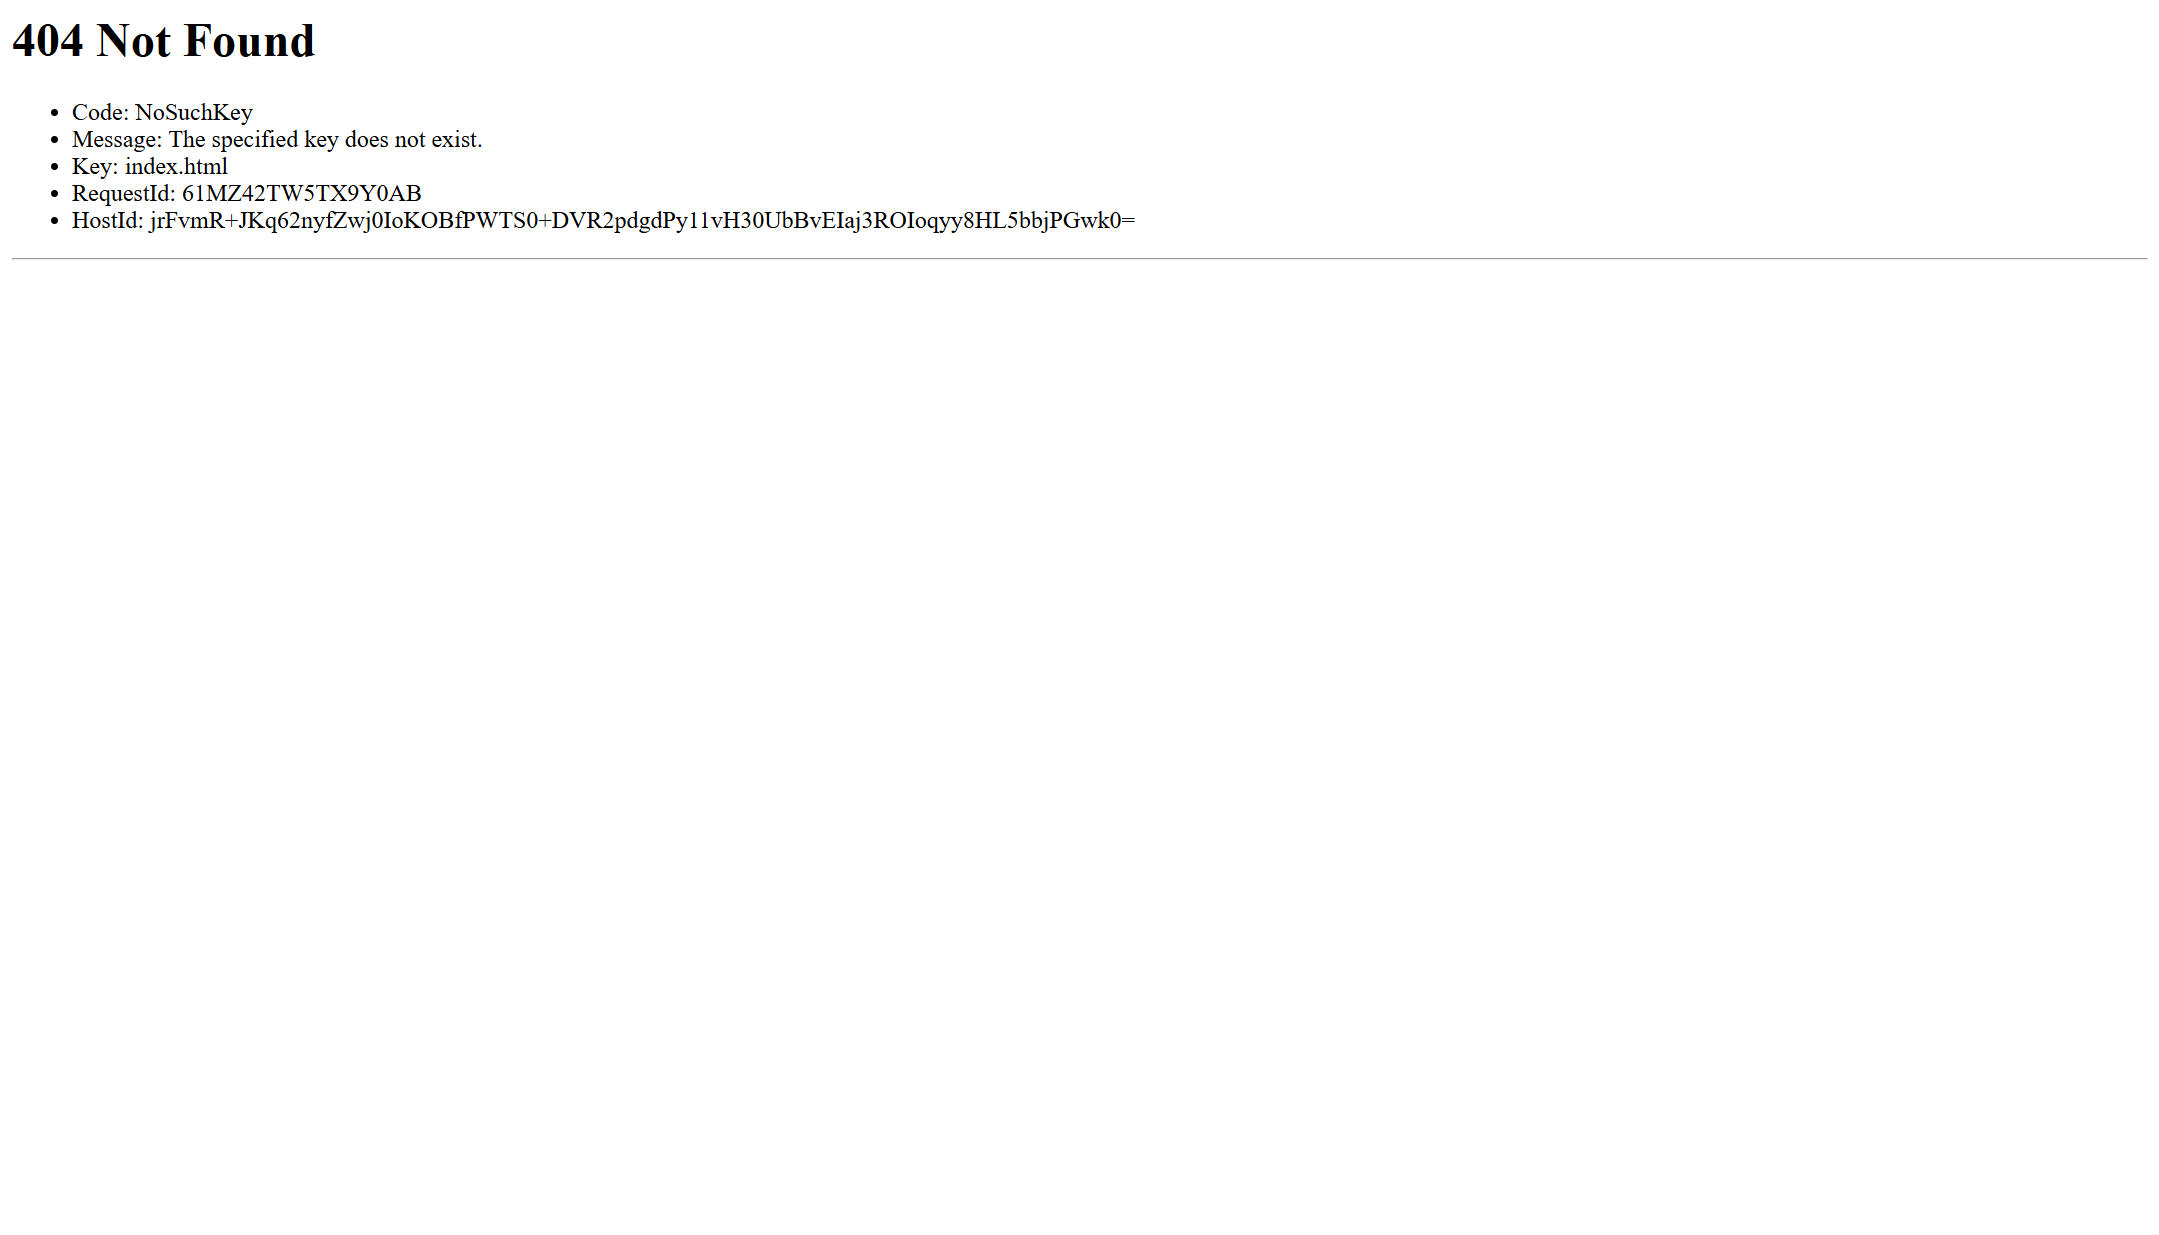 404 Not Found
Code: NoSuchKey
Message: The specified key does not exist.
Key: index.html
RequestId: 61MZ42TW5TX9Y0AB
HostId: jrFvmR+JKq62nyfZwj0IoKOBfPWTS0+DVR2pdgdPy11vH30UbBvEIaj3ROIoqyy8HL5bbjPGwk0=